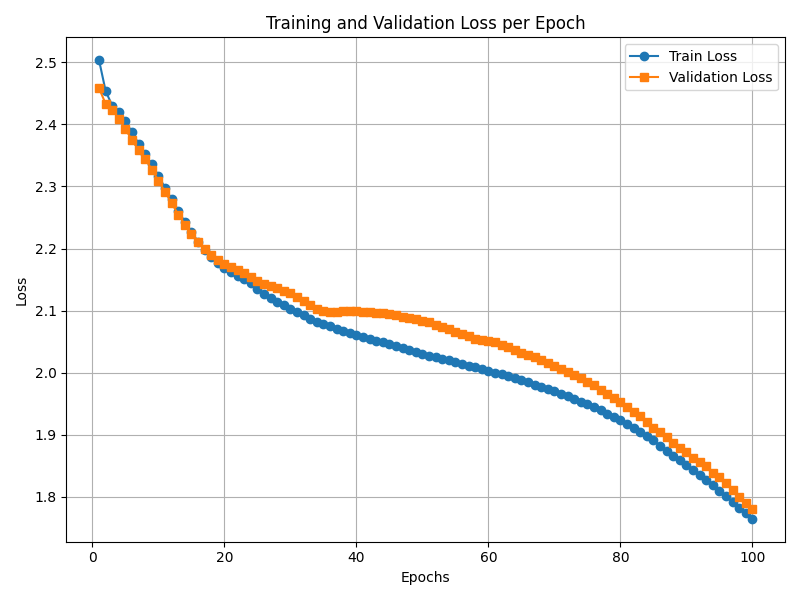 Training and Validation Loss per Epoch
Train Loss
Validation Loss
2.5
2.4
2.3
2.2
2.1
2.0
1.9
1.8
Loss
0 20 40 60 80 100
Epochs